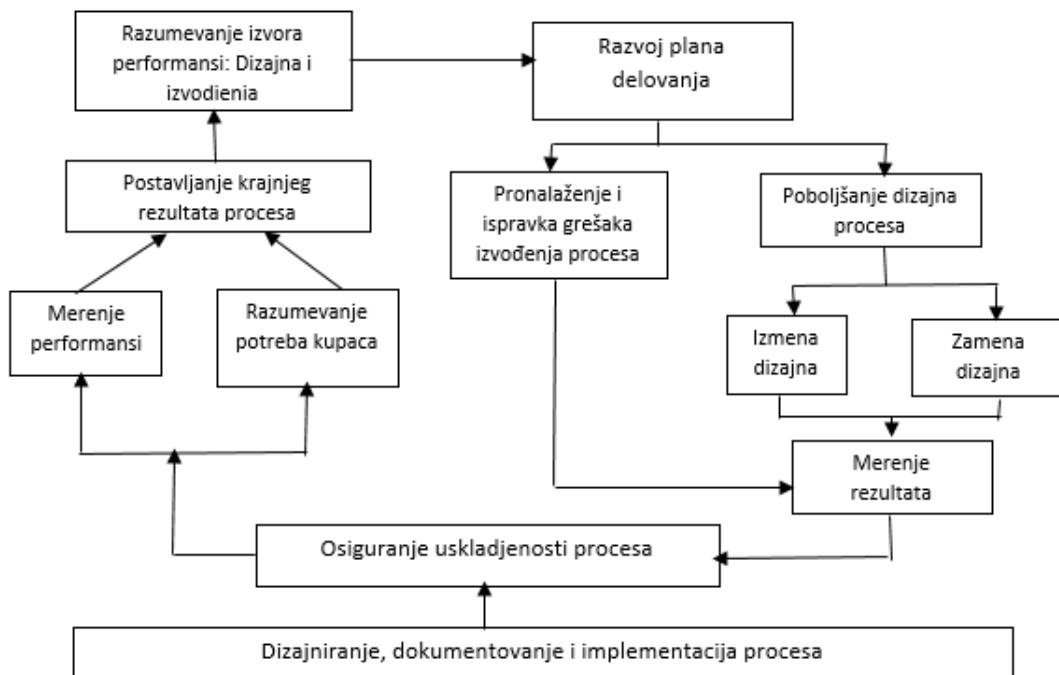 Razumevanje izvora
performansi: Dizajna i
izvodienia
Razvoj plana
delovanja
Postavljanje krajnjeg
rezultata procesa
Pronalaženje i
ispravka grešaka
izvođenja procesa
Poboljšanje dizajna
procesa
Merenje
performansi
Razumevanje
potreba kupaca
Izmena
dizajna
Zamena
dizajna
Merenje
rezultata
Osiguranje uskladjenosti procesa
Dizajniranje, dokumentovanje i implementacija procesa